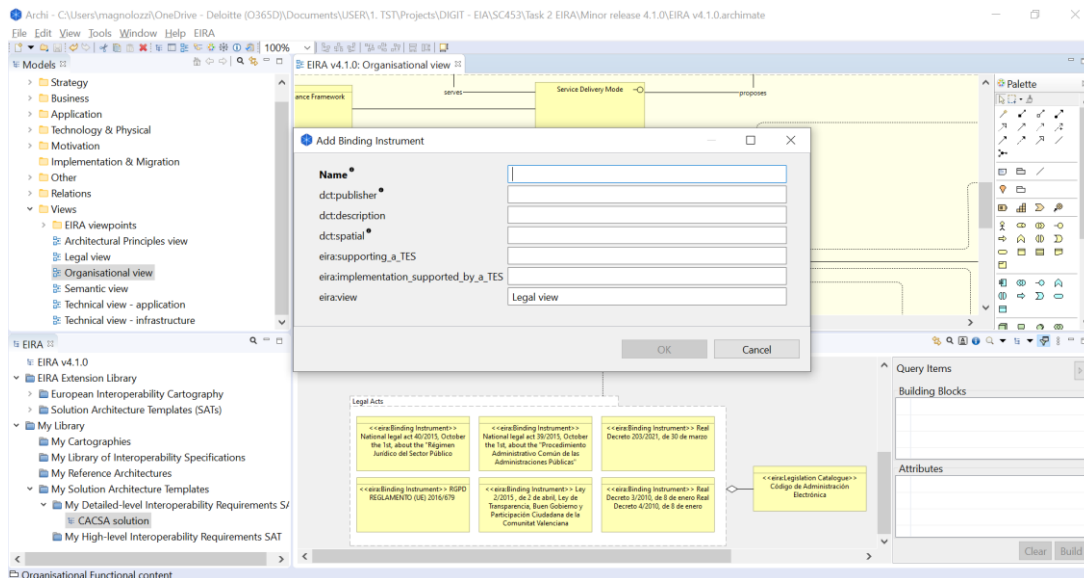 Archi - C:\Users\magnolozzi\OneDrive - Deloitte (O365D)\Documents\USER\1. TST\Projects\DIGIT - EIA\SC453\Task 2 EIRA\Minor release 4.1.0\EIRA v4.1.0.archimate
File Edit View Tools Window Help EIRA
100%
Models
EIRA v4.1.0: Organisational view
Strategy
Business
Application
Technology & Physical
Motivation
Implementation & Migration
Other
Relations
Views
EIRA viewpoints
Architectural Principles view
Legal view
Organisational view
Semantic view
Technical view - application
Technical view - infrastructure
ance Framework
serves
Service Delivery Mode
proposes
Palette
Add Binding Instrument
Name
dct:publisher
dct:description
dct:spatial
eira:supporting_a_TES
eira:implementation_supported_by_a_TES
eira:view
Legal view
OK
Cancel
EIRA
EIRA v4.1.0
EIRA Extension Library
European Interoperability Cartography
Solution Architecture Templates (SATs)
My Library
My Cartographies
My Library of Interoperability Specifications
My Reference Architectures
My Solution Architecture Templates
My Detailed-level Interoperability Requirements SA
CACSA solution
My High-level Interoperability Requirements SAT
Legal Acts
<<eira:Binding Instrument>>
National legal act 40/2015, October
the 1st, about the "Régimen
Jurídico del Sector Público
<<eira:Binding Instrument>>
National legal act 39/2015, October
the 1st, about the "Procedimiento
Administrativo Común de las
Administraciones Públicas"
<<eira:Binding Instrument>> Real
Decreto 203/2021, de 30 de marzo
<<eira:Binding Instrument>> RGPD
REGLAMENTO (UE) 2016/679
<<eira:Binding Instrument>> Ley
2/2015 , de 2 de abril, Ley de
Transparencia, Buen Gobierno y
Participación Ciudadana de la
Comunitat Valenciana
<<eira:Binding Instrument>> Real
Decreto 3/2010, de 8 de enero Real
Decreto 4/2010, de 8 de enero
<<eira:Legislation Catalogue>>
Código de Administración
Electrónica
Query Items
Building Blocks
Attributes
Clear
Build
Organisational Functional content